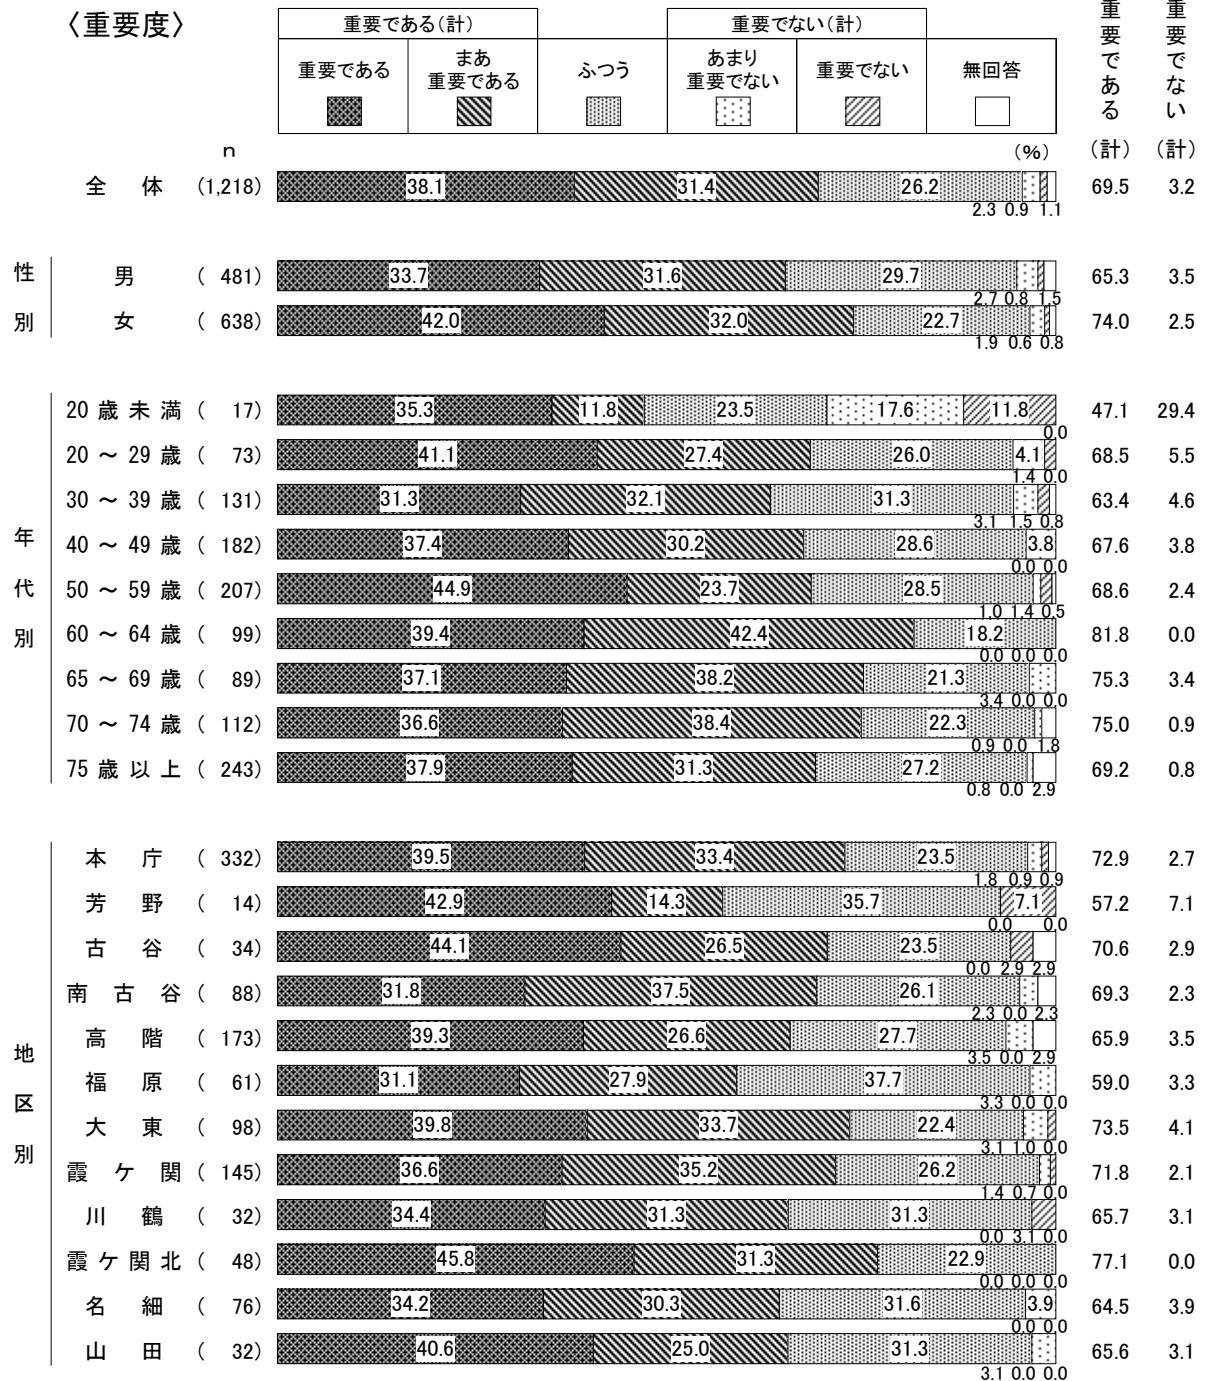 〈重要度〉
重要である(計)
重要でない(計)
重要である
まあ
重要である
ふつう
あまり
重要でない
重要でない
無回答
重要である(計)
重要でない(計)
n
(%)
全体 (1,218) 38.1 31.4 26.2 69.5 3.2
2.3 0.9 1.1
性別
男 ( 481) 33.7 31.6 29.7 65.3 3.5
2.7 0.8 1.5
女 ( 638) 42.0 32.0 22.7 74.0 2.5
1.9 0.6 0.8
年代別
20歳未満 ( 17) 35.3 11.8 23.5 17.6 11.8 47.1 29.4
0.0
20～29歳 ( 73) 41.1 27.4 26.0 4.1 68.5 5.5
1.4 0.0
30～39歳 ( 131) 31.3 32.1 31.3 63.4 4.6
3.1 1.5 0.8
40～49歳 ( 182) 37.4 30.2 28.6 3.8 67.6 3.8
0.0 0.0
50～59歳 ( 207) 44.9 23.7 28.5 68.6 2.4
1.0 1.4 0.5
60～64歳 ( 99) 39.4 42.4 18.2 81.8 0.0
0.0 0.0 0.0
65～69歳 ( 89) 37.1 38.2 21.3 75.3 3.4
3.4 0.0 0.0
70～74歳 ( 112) 36.6 38.4 22.3 75.0 0.9
0.9 0.0 1.8
75歳以上 ( 243) 37.9 31.3 27.2 69.2 0.8
0.8 0.0 2.9
地区別
本庁 ( 332) 39.5 33.4 23.5 72.9 2.7
1.8 0.9 0.9
芳野 ( 14) 42.9 14.3 35.7 7.1 57.2 7.1
0.0 0.0
古谷 ( 34) 44.1 26.5 23.5 70.6 2.9
0.0 2.9 2.9
南古谷 ( 88) 31.8 37.5 26.1 69.3 2.3
2.3 0.0 2.3
高階 ( 173) 39.3 26.6 27.7 65.9 3.5
3.5 0.0 2.9
福原 ( 61) 31.1 27.9 37.7 59.0 3.3
3.3 0.0 0.0
大東 ( 98) 39.8 33.7 22.4 73.5 4.1
3.1 1.0 0.0
霞ケ関 ( 145) 36.6 35.2 26.2 71.8 2.1
1.4 0.7 0.0
川鶴 ( 32) 34.4 31.3 31.3 65.7 3.1
0.0 3.1 0.0
霞ケ関北 ( 48) 45.8 31.3 22.9 77.1 0.0
0.0 0.0 0.0
名細 ( 76) 34.2 30.3 31.6 3.9 64.5 3.9
0.0 0.0
山田 ( 32) 40.6 25.0 31.3 65.6 3.1
3.1 0.0 0.0